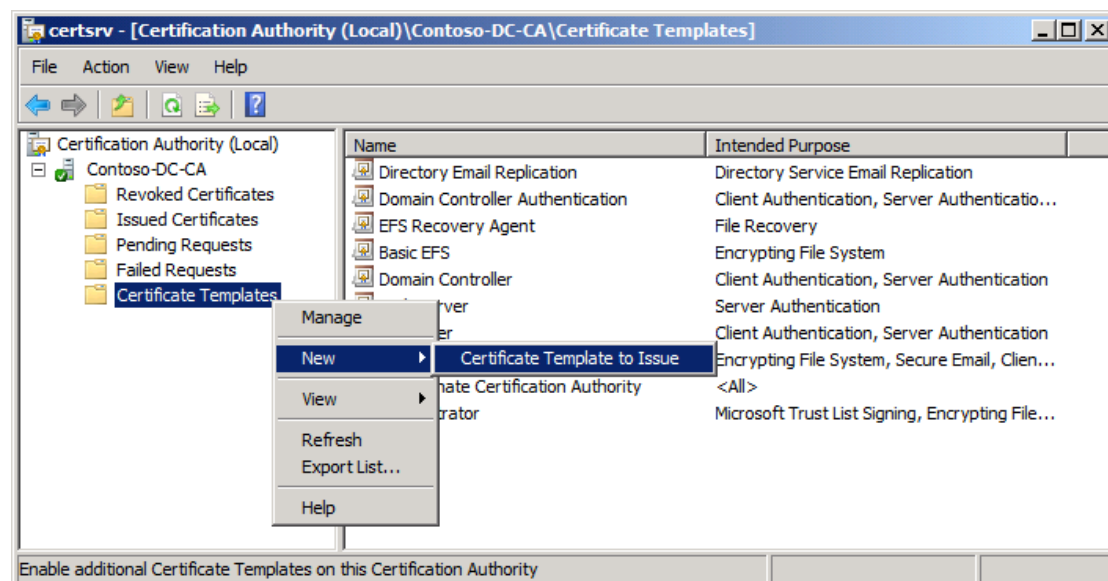 certsrv - [Certification Authority (Local)\Contoso-DC-CA\Certificate Templates]
File Action View Help
Certification Authority (Local)
Contoso-DC-CA
Revoked Certificates
Issued Certificates
Pending Requests
Failed Requests
Certificate Templates
Name Intended Purpose
Directory Email Replication Directory Service Email Replication
Domain Controller Authentication Client Authentication, Server Authenticatio...
EFS Recovery Agent File Recovery
Basic EFS Encrypting File System
Domain Controller Client Authentication, Server Authentication
Server Authentication
Client Authentication, Server Authentication
Encrypting File System, Secure Email, Clien...
Certification Authority <All>
Microsoft Trust List Signing, Encrypting File...
Manage
New
Certificate Template to Issue
View
Refresh
Export List...
Help
Enable additional Certificate Templates on this Certification Authority